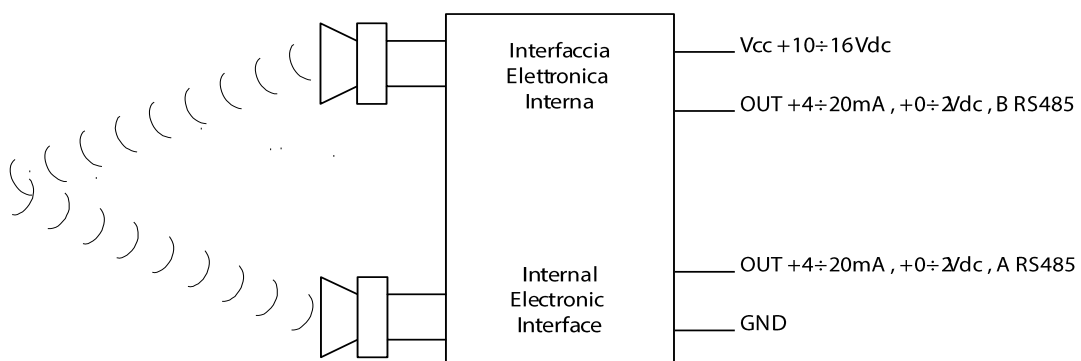 Interfaccia
Elettronica
Interna
Vcc +10÷16Vdc
OUT +4÷20mA , +0÷2Vdc , B RS485
Internal
Electronic
Interface
OUT +4÷20mA , +0÷2Vdc , A RS485
GND